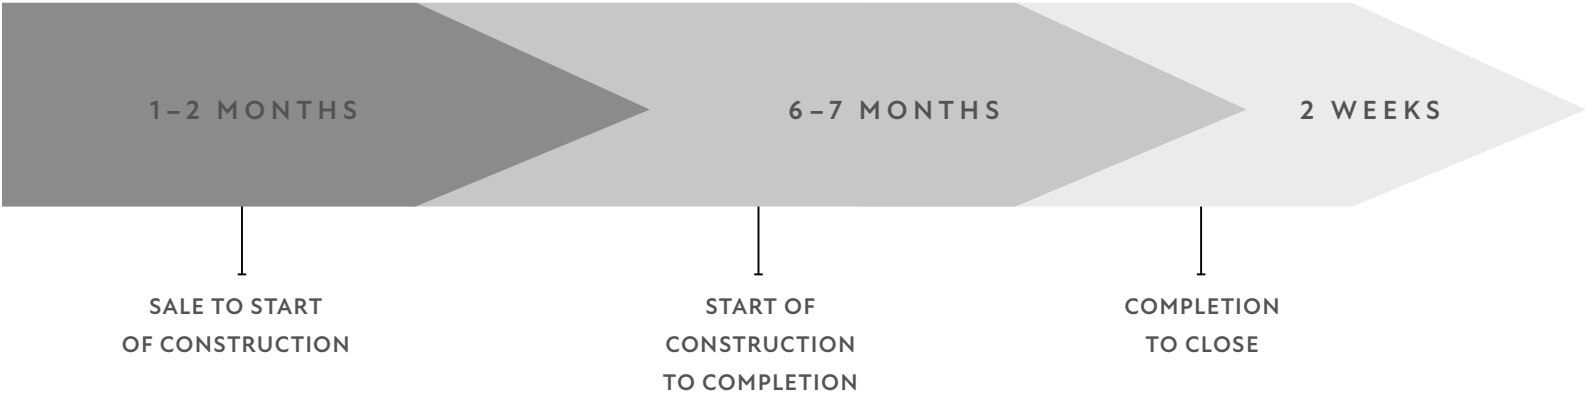 1–2 MONTHS
6–7 MONTHS
2 WEEKS
SALE TO START
OF CONSTRUCTION
START OF
CONSTRUCTION
TO COMPLETION
COMPLETION
TO CLOSE